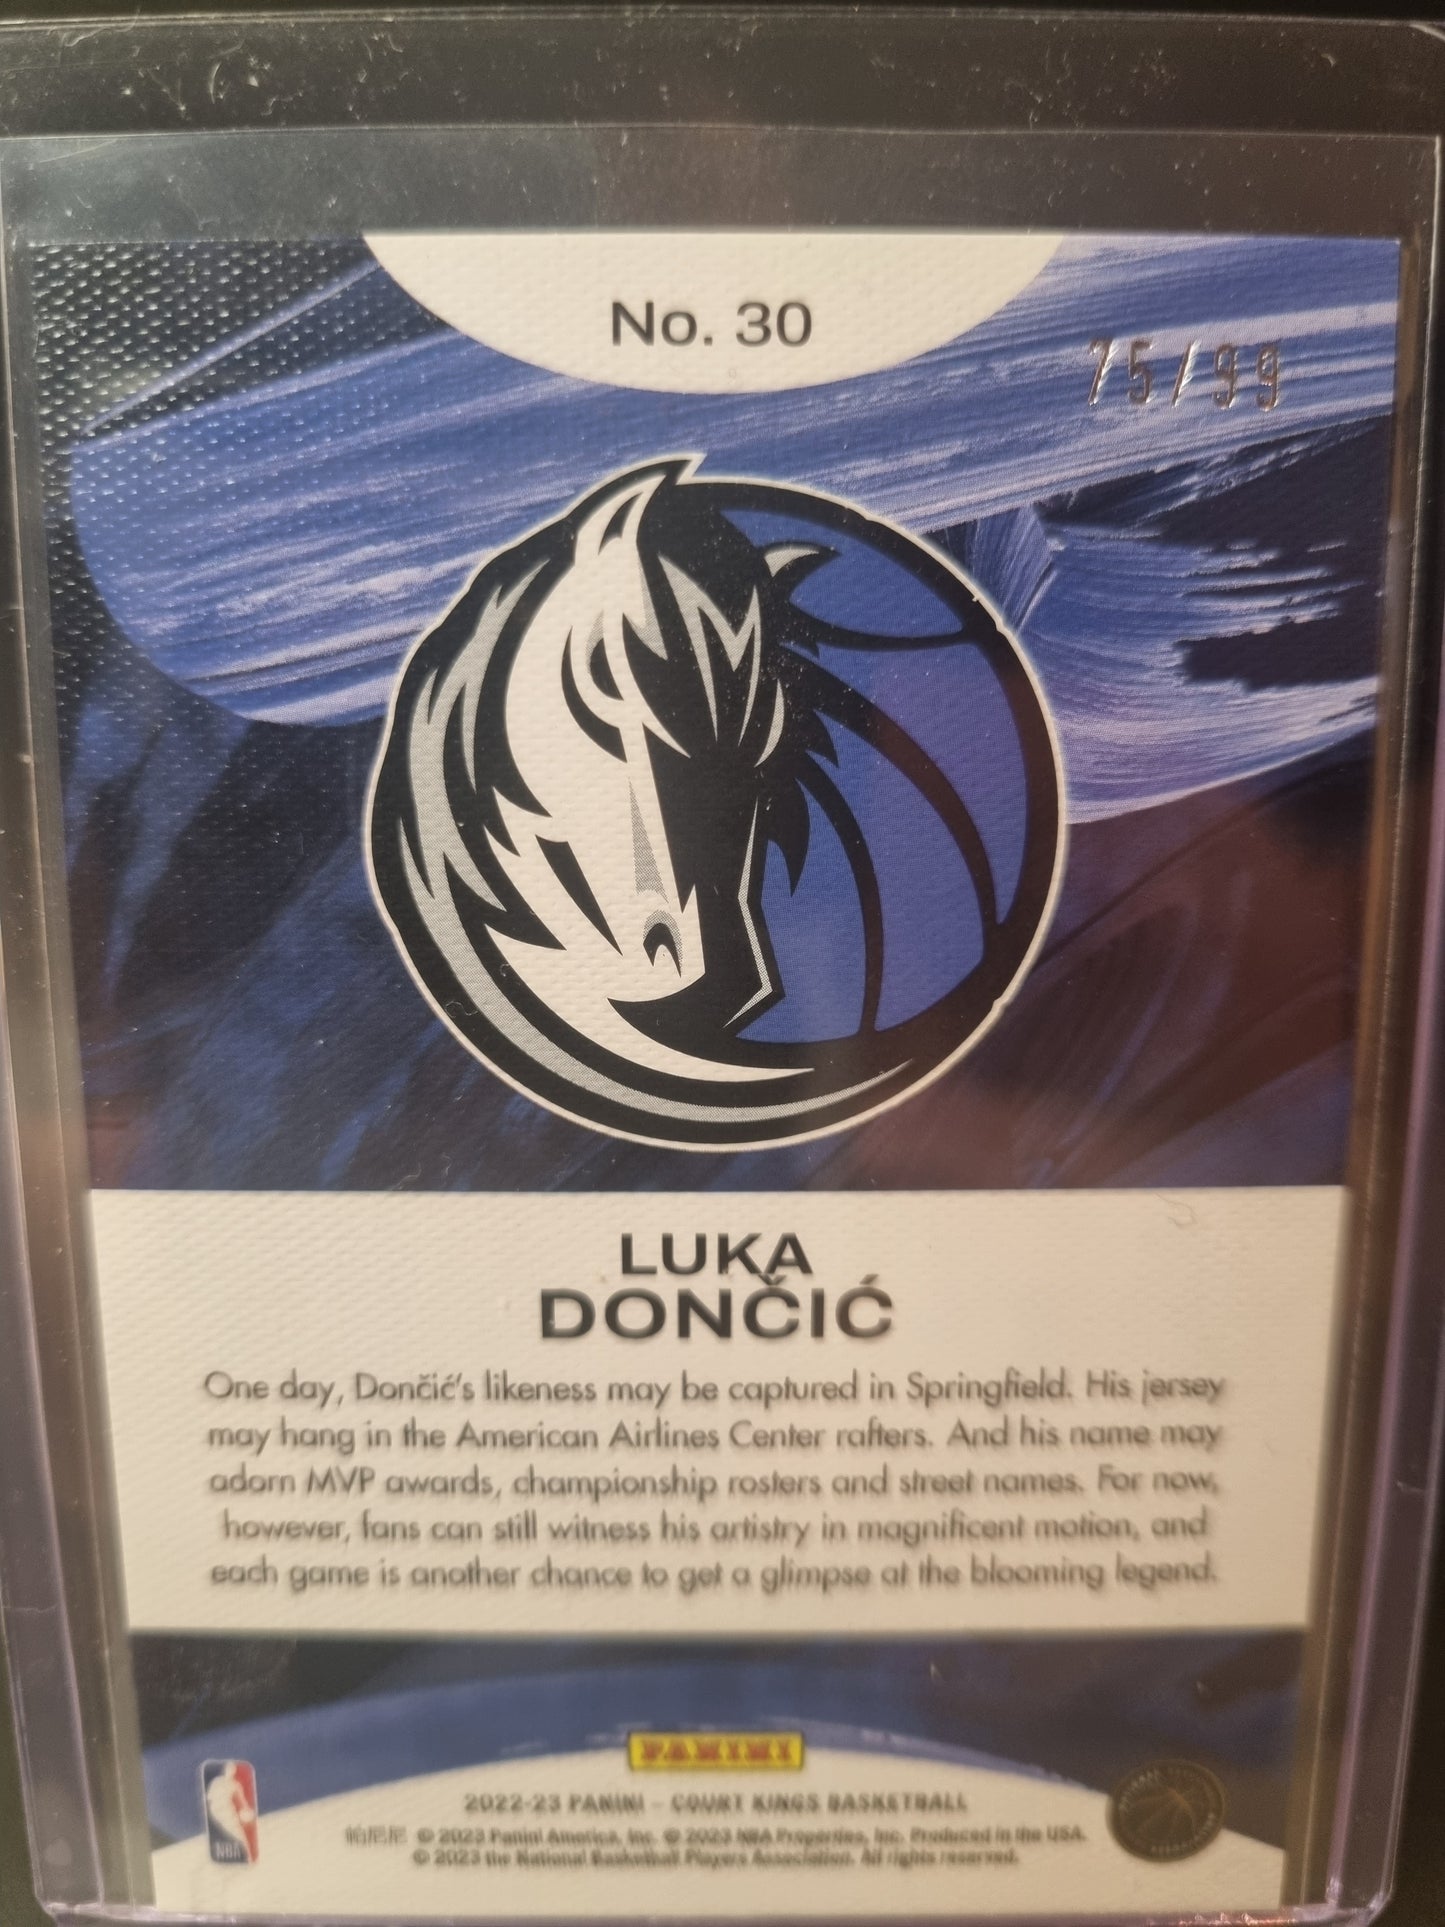 No. 30
75/99
LUKA
DONČIĆ
One day, Dončić's likeness may be captured in Springfield. His jersey
may hang in the American Airlines Center rafters. And his name may
adorn MVP awards, championship rosters and street names. For now,
however, fans can still witness his artistry in magnificent motion, and
each game is another chance to get a glimpse at the blooming legend.
PANINI
2022-23 PANINI – COURT KINGS BASKETBALL
帕尼尼 © 2023 Panini America, Inc. © 2023 NBA Properties, Inc. Produced in the USA.
© 2023 the National Basketball Players Association. All rights reserved.
NBA